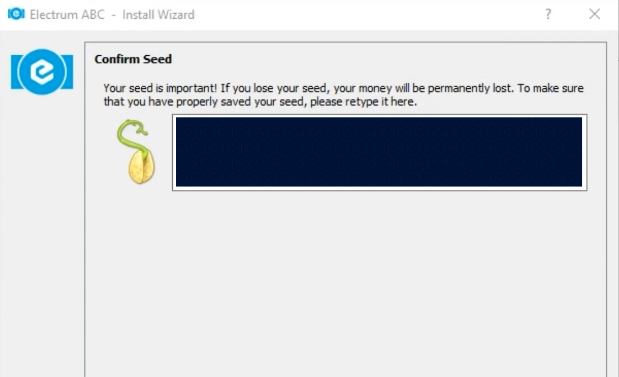 Electrum ABC - Install Wizard
Confirm Seed
Your seed is important! If you lose your seed, your money will be permanently lost. To make sure
that you have properly saved your seed, please retype it here.